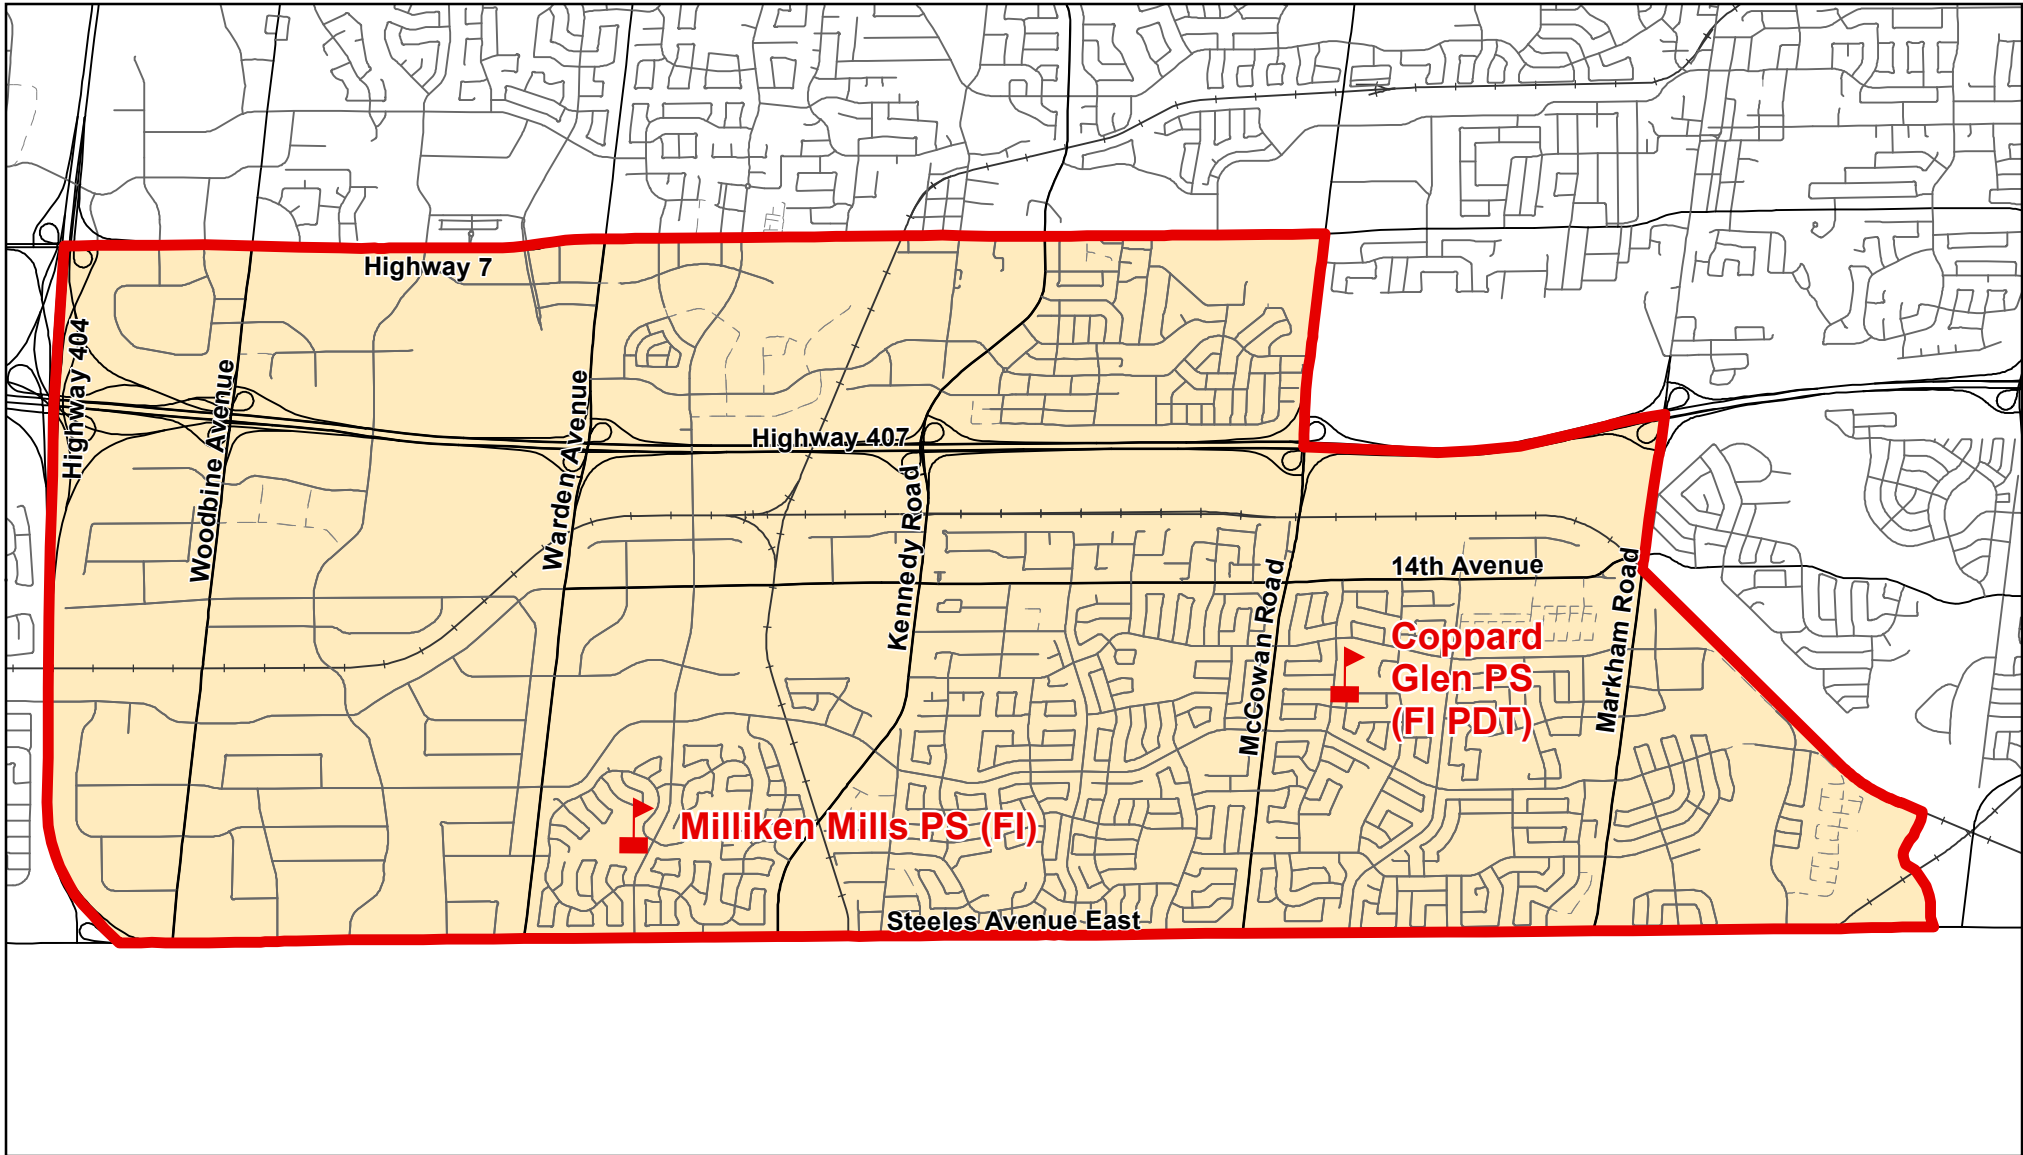 Highway 7
Highway 404
Woodbine Avenue
Warden Avenue
Highway 407
Kennedy Road
14th Avenue
McCowan Road
Markham Road
Coppard
Glen PS
(FI PDT)
Milliken Mills PS (FI)
Steeles Avenue East